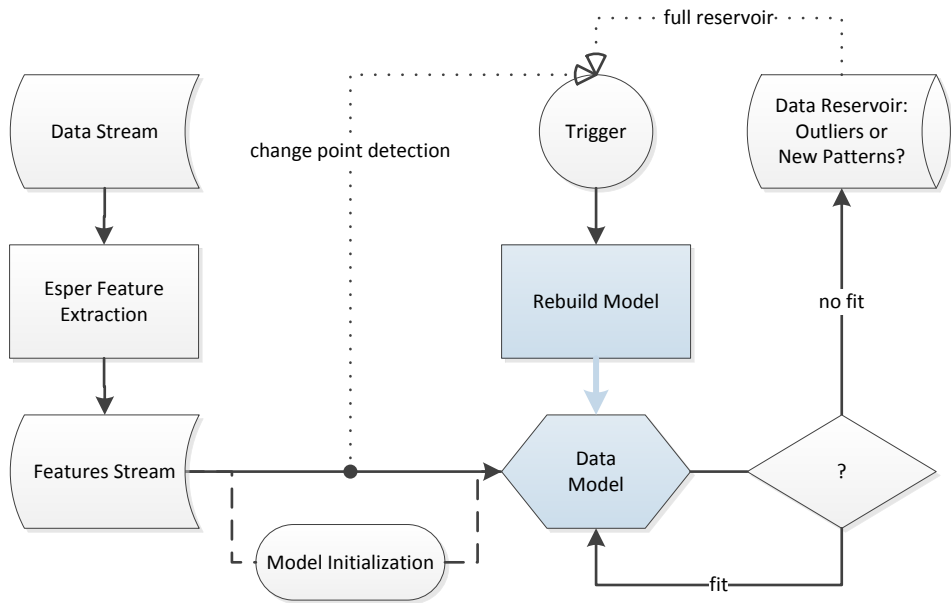 full reservoir
Data Stream
change point detection
Trigger
Data Reservoir:
Outliers or
New Patterns?
Esper Feature
Extraction
Rebuild Model
no fit
Features Stream
Data
Model
?
Model Initialization
fit